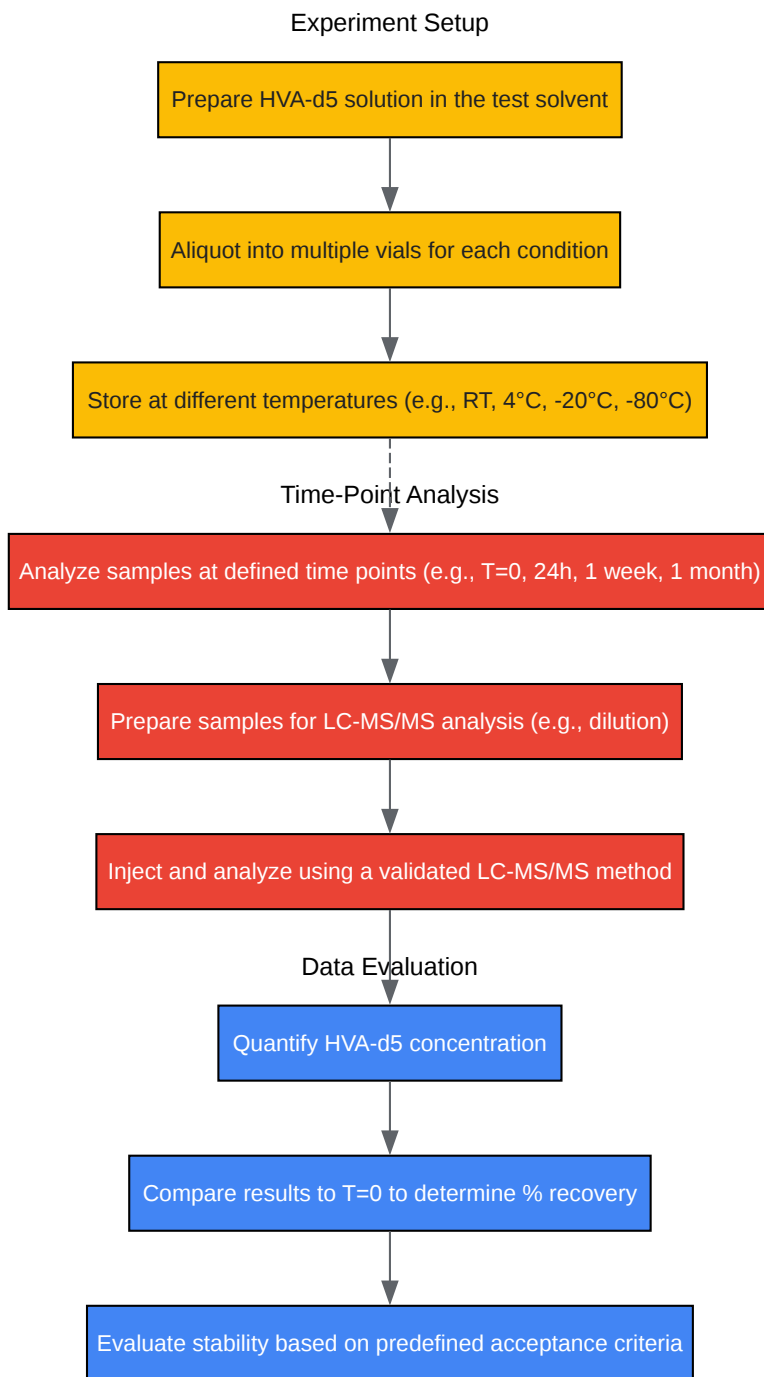 Experiment Setup
Prepare HVA-d5 solution in the test solvent
Aliquot into multiple vials for each condition
Store at different temperatures (e.g., RT, 4°C, -20°C, -80°C)
Time-Point Analysis
Analyze samples at defined time points (e.g., T=0, 24h, 1 week, 1 month)
Prepare samples for LC-MS/MS analysis (e.g., dilution)
Inject and analyze using a validated LC-MS/MS method
Data Evaluation
Quantify HVA-d5 concentration
Compare results to T=0 to determine % recovery
Evaluate stability based on predefined acceptance criteria